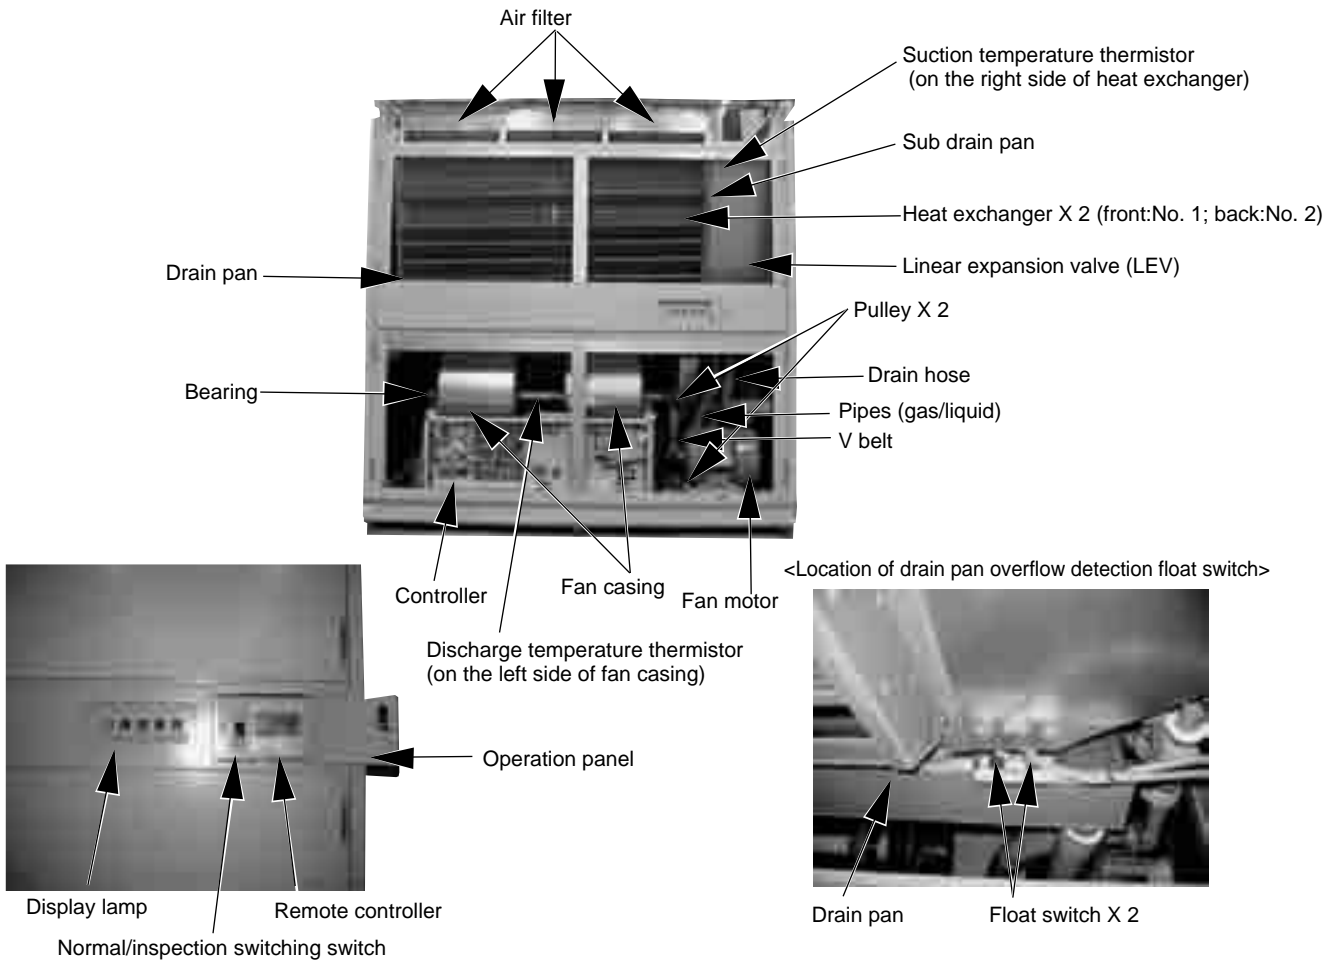 Air filter
Suction temperature thermistor
(on the right side of heat exchanger)
Sub drain pan
Heat exchanger X 2 (front:No. 1; back:No. 2)
Drain pan
Linear expansion valve (LEV)
Pulley X 2
Bearing
Drain hose
Pipes (gas/liquid)
V belt
Controller
Fan casing
Fan motor
Discharge temperature thermistor
(on the left side of fan casing)
<Location of drain pan overflow detection float switch>
Operation panel
Display lamp
Remote controller
Normal/inspection switching switch
Drain pan
Float switch X 2